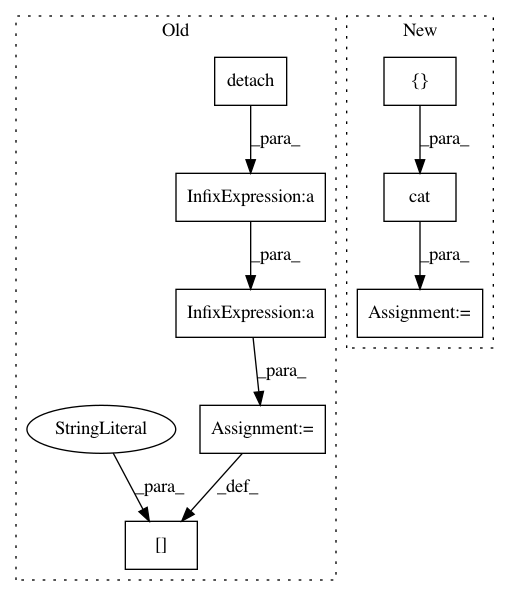 Old
New
detach
{}
_para_
_para_
InfixExpression:a
cat
_para_
_para_
InfixExpression:a
Assignment:=
_para_
StringLiteral
Assignment:=
_para_
_def_
[]